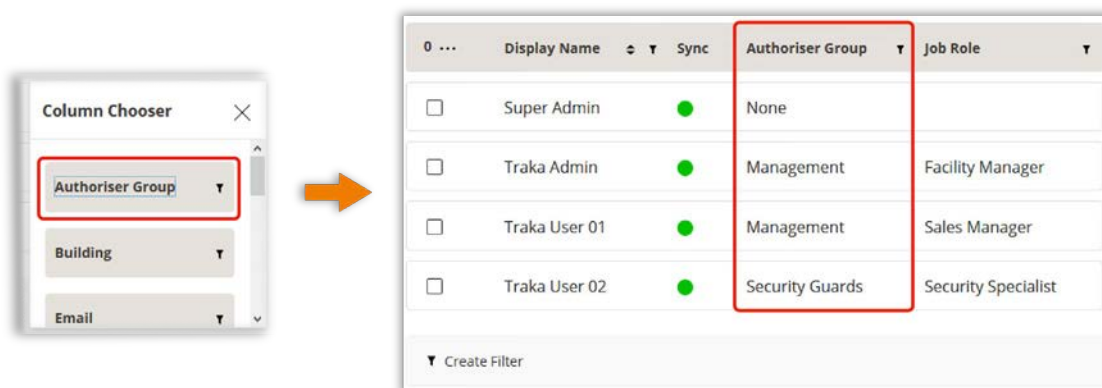 Column Chooser
Authoriser Group
Building
Email
0 ... Display Name Sync Authoriser Group Job Role
Super Admin None
Traka Admin Management Facility Manager
Traka User 01 Management Sales Manager
Traka User 02 Security Guards Security Specialist
Create Filter